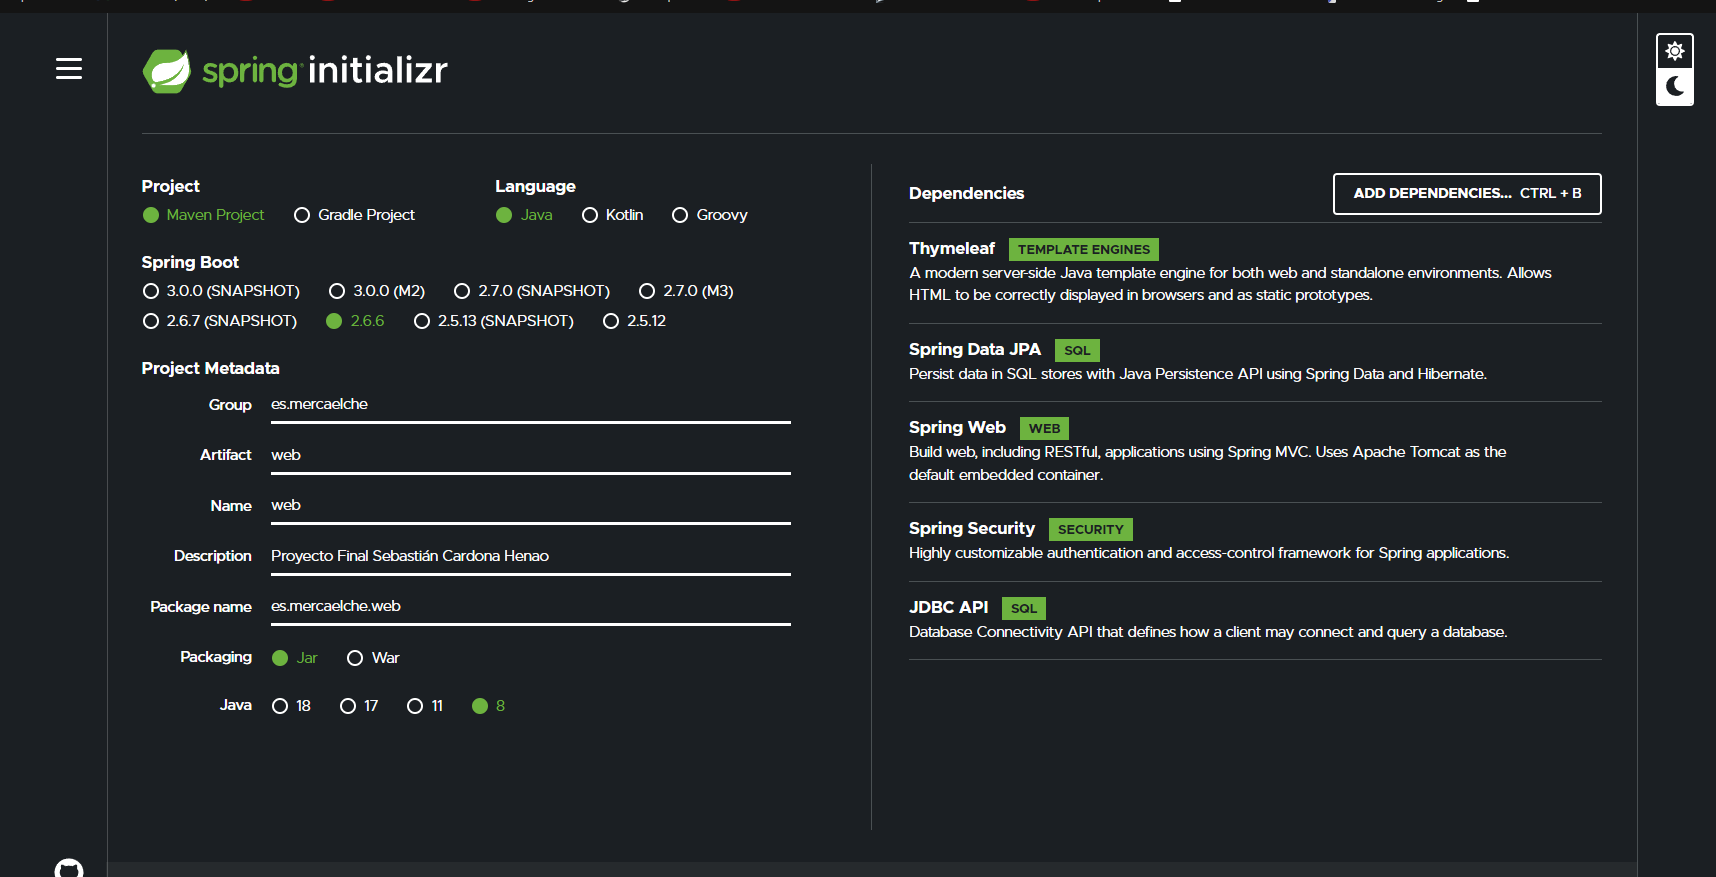 spring initializr
Project
Maven Project Gradle Project
Language
Java Kotlin Groovy
Spring Boot
3.0.0 (SNAPSHOT) 3.0.0 (M2) 2.7.0 (SNAPSHOT) 2.7.0 (M3)
2.6.7 (SNAPSHOT) 2.6.6 2.5.13 (SNAPSHOT) 2.5.12
Project Metadata
Group es.mercaelche
Artifact web
Name web
Description Proyecto Final Sebastián Cardona Henao
Package name es.mercaelche.web
Packaging Jar War
Java 18 17 11 8
Dependencies ADD DEPENDENCIES... CTRL + B
Thymeleaf TEMPLATE ENGINES
A modern server-side Java template engine for both web and standalone environments. Allows
HTML to be correctly displayed in browsers and as static prototypes.
Spring Data JPA SQL
Persist data in SQL stores with Java Persistence API using Spring Data and Hibernate.
Spring Web WEB
Build web, including RESTful, applications using Spring MVC. Uses Apache Tomcat as the
default embedded container.
Spring Security SECURITY
Highly customizable authentication and access-control framework for Spring applications.
JDBC API SQL
Database Connectivity API that defines how a client may connect and query a database.